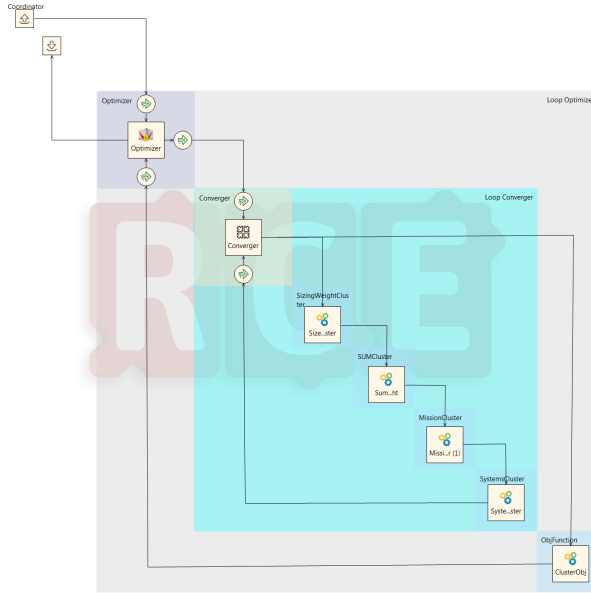 Coordinator
Optimizer
Loop Optimize
Optimizer
Converger
Loop Converger
Converger
SizingWeightClus
ter
Size...ster
SUMCluster
Sum...ht
MissionCluster
Missi...r (1)
SystemsCluster
Syste...ster
ObjFunction
ClusterObj
RCE